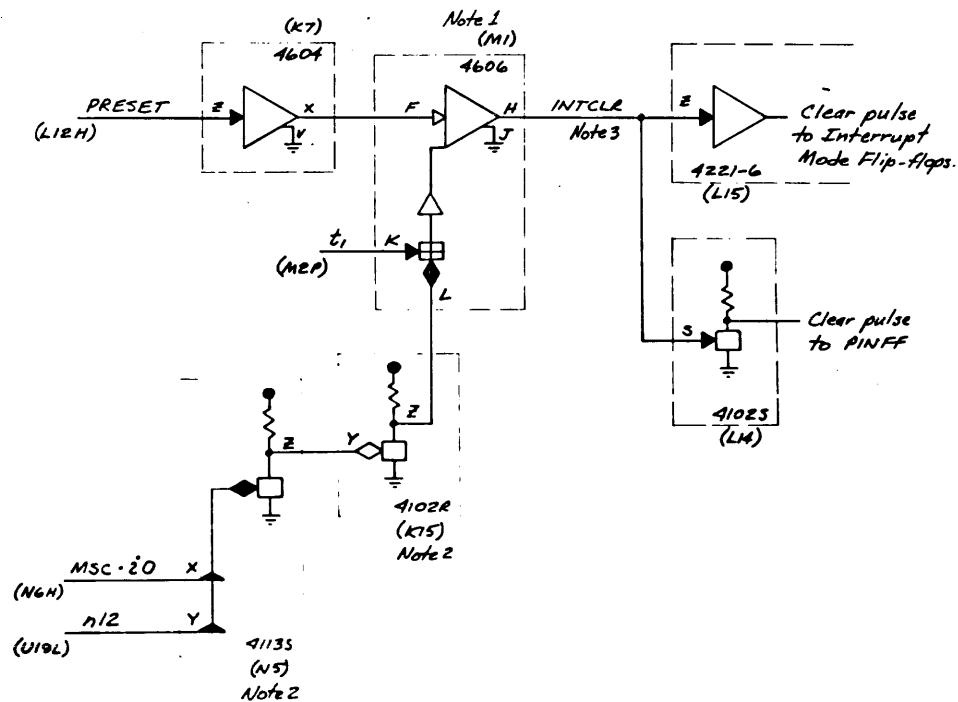 (K7)
4604
PRESET
Z
X
V
(L12H)
Note 1
(M1)
4606
F
H
J
INTCLR
Note 3
Z
Clear pulse
to Interrupt
Mode Flip-flops.
4221-6
(L15)
t1
K
(M2P)
L
S
Clear pulse
to PINFF
4102S
(L14)
Z
Y
Z
4102R
(K15)
Note 2
MSC·i0
X
(N6H)
n12
Y
(U19L)
4113S
(N5)
Note 2